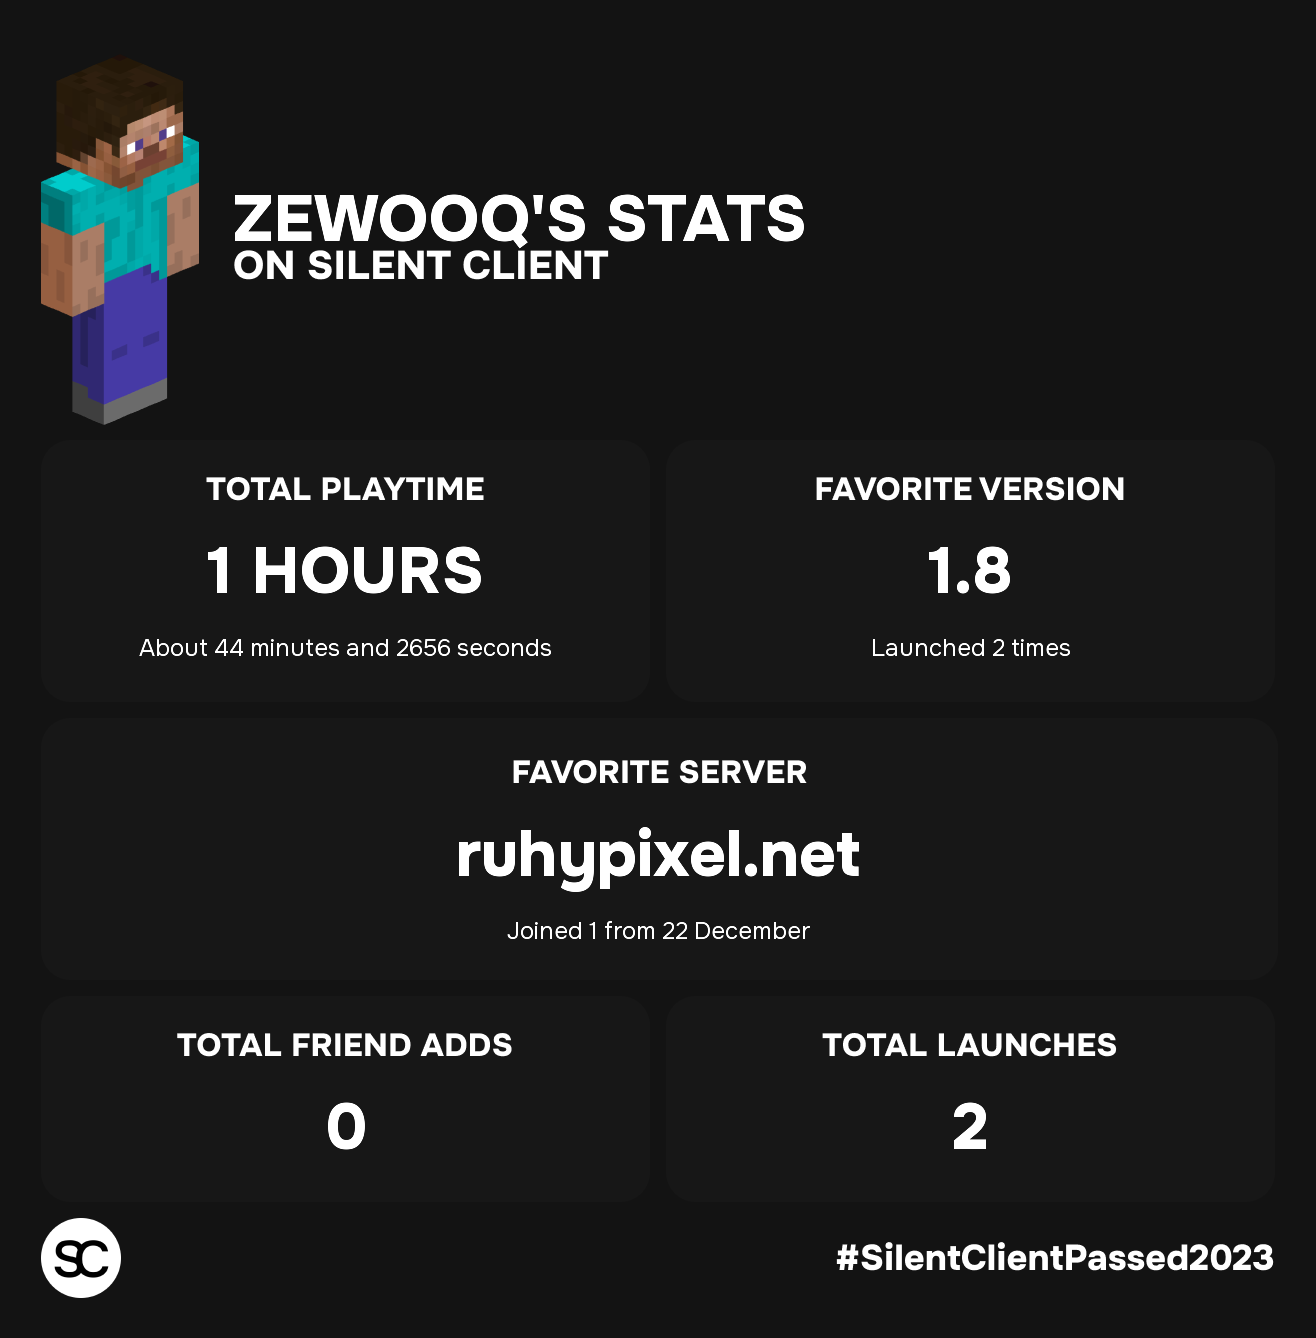 ZEWOOQ'S STATS
ON SILENT CLIENT
TOTAL PLAYTIME
1 HOURS
About 44 minutes and 2656 seconds
FAVORITE VERSION
1.8
Launched 2 times
FAVORITE SERVER
ruhypixel.net
Joined 1 from 22 December
TOTAL FRIEND ADDS
0
TOTAL LAUNCHES
2
SC
#SilentClientPassed2023